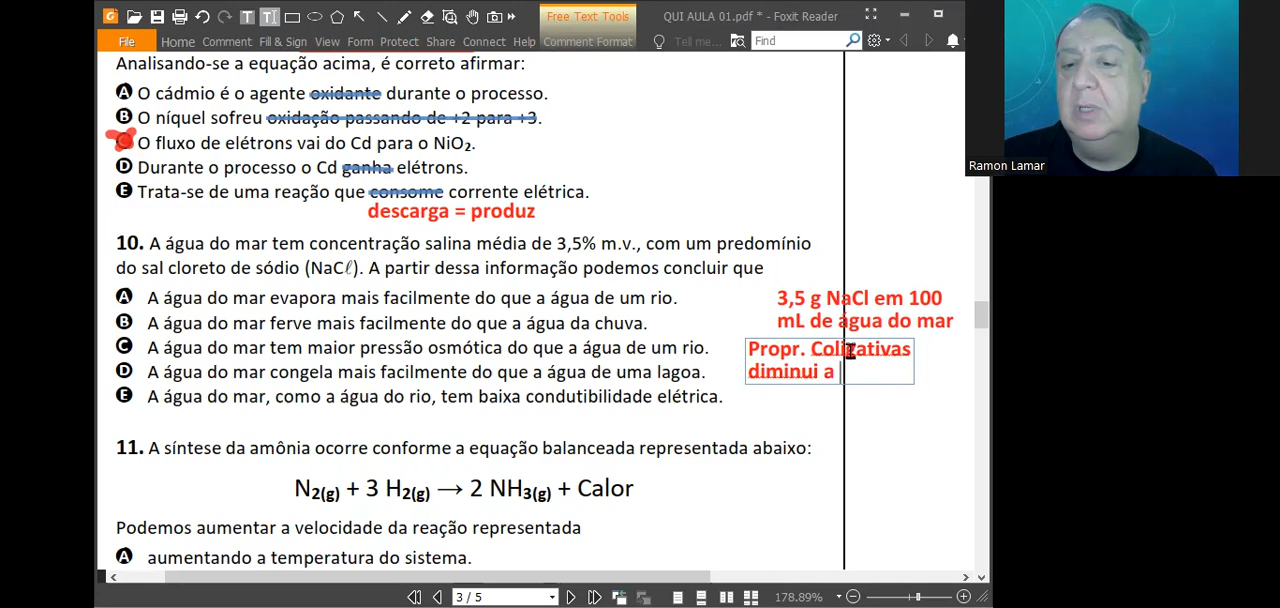 Free Text Tools
QUI AULA 01.pdf * - Foxit Reader
File Home Comment Fill & Sign View Form Protect Share Connect Help Comment Format Tell me... Find
Analisando-se a equação acima, é correto afirmar:
A O cádmio é o agente oxidante durante o processo.
B O níquel sofreu oxidação passando de +2 para +3.
O fluxo de elétrons vai do Cd para o NiO₂.
D Durante o processo o Cd ganha elétrons.
E Trata-se de uma reação que consome corrente elétrica.
descarga = produz
10. A água do mar tem concentração salina média de 3,5% m.v., com um predomínio
do sal cloreto de sódio (NaCℓ). A partir dessa informação podemos concluir que
A A água do mar evapora mais facilmente do que a água de um rio.
B A água do mar ferve mais facilmente do que a água da chuva.
C A água do mar tem maior pressão osmótica do que a água de um rio.
D A água do mar congela mais facilmente do que a água de uma lagoa.
E A água do mar, como a água do rio, tem baixa condutibilidade elétrica.
3,5 g NaCl em 100
mL de água do mar
Propr. Coligativas
diminui a
11. A síntese da amônia ocorre conforme a equação balanceada representada abaixo:
N₂(g) + 3 H₂(g) → 2 NH₃(g) + Calor
Podemos aumentar a velocidade da reação representada
A aumentando a temperatura do sistema.
3 / 5
178.89%
Ramon Lamar